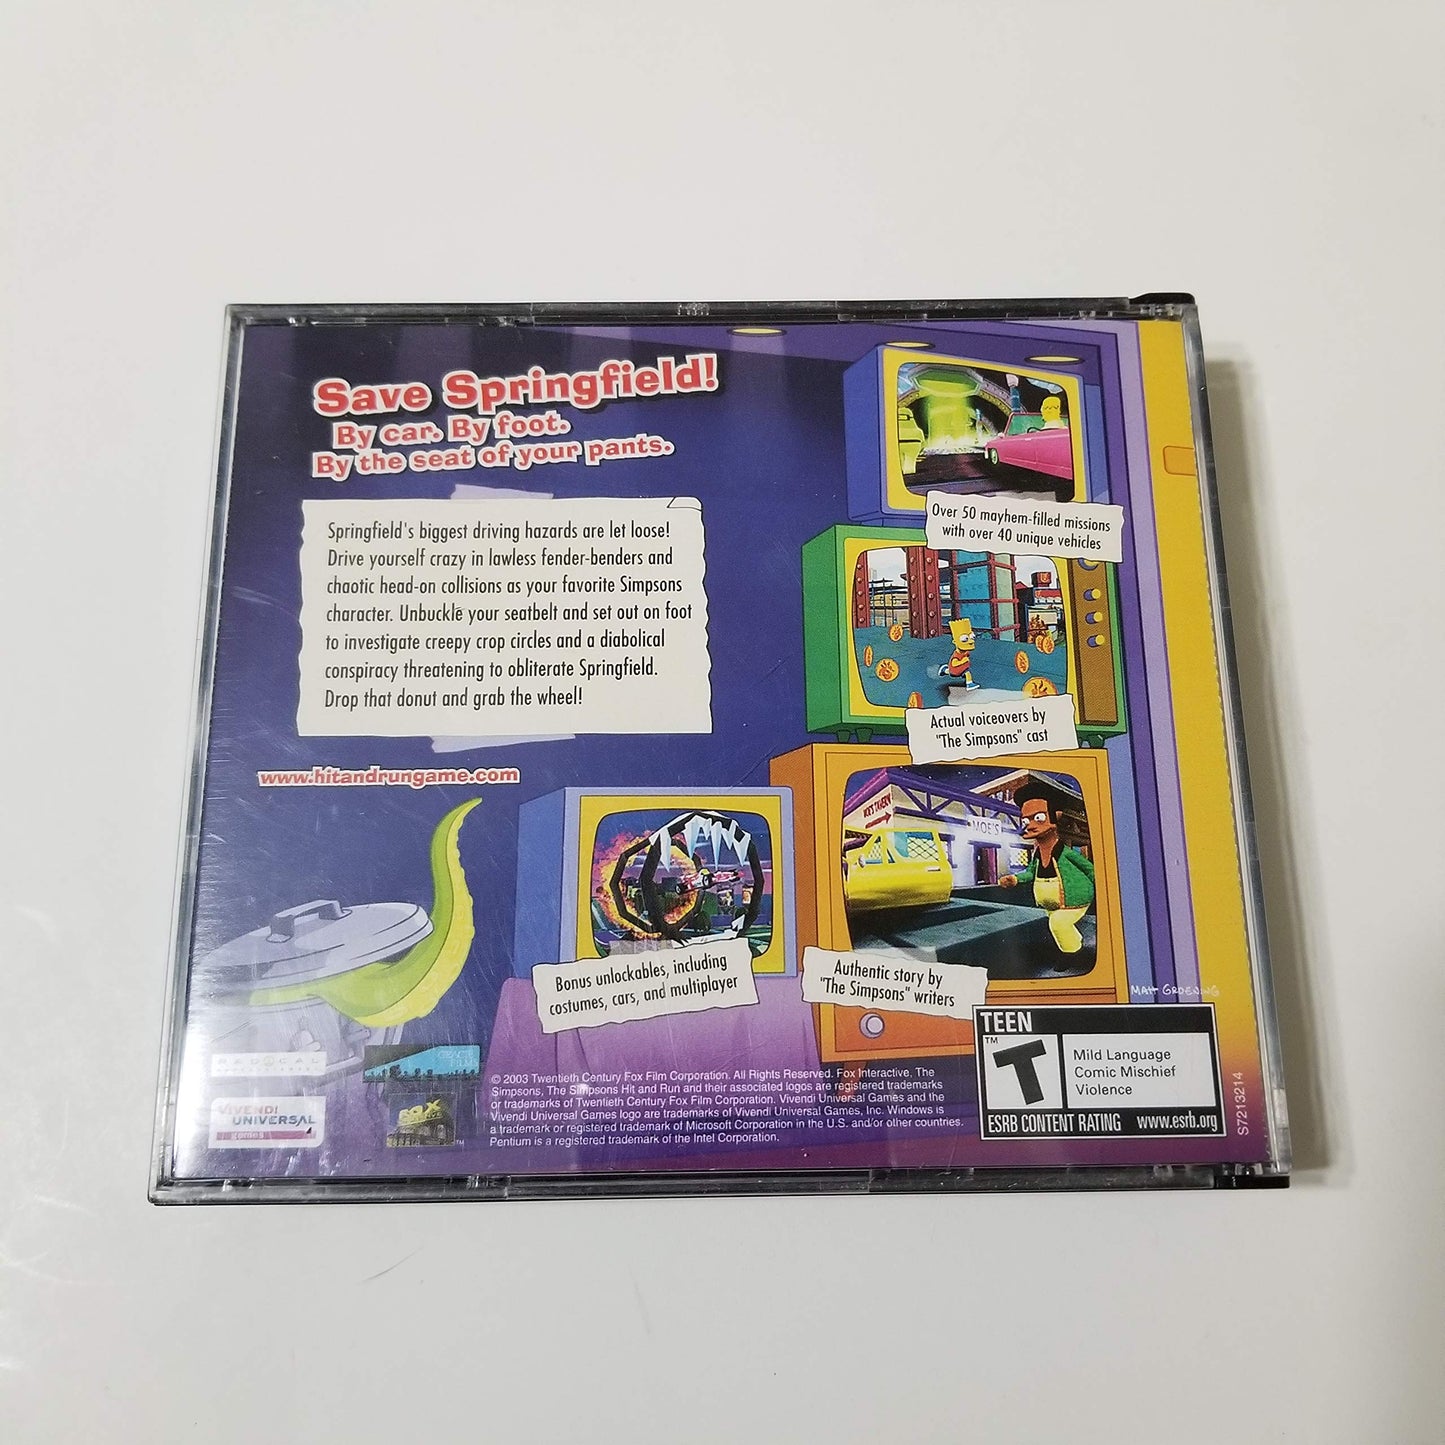 Save Springfield!
By car. By foot.
By the seat of your pants.
Springfield's biggest driving hazards are let loose!
Drive yourself crazy in lawless fender-benders and
chaotic head-on collisions as your favorite Simpsons
character. Unbuckle your seatbelt and set out on foot
to investigate creepy crop circles and a diabolical
conspiracy threatening to obliterate Springfield.
Drop that donut and grab the wheel!
www.hitandrungame.com
Over 50 mayhem-filled missions
with over 40 unique vehicles
Actual voiceovers by
"The Simpsons" cast
MOE'S TAVERN
MOE'S
Authentic story by
"The Simpsons" writers
Bonus unlockables, including
costumes, cars, and multiplayer
MATT GROENING
RADICAL
GRACIE
FILMS
VIVENDI
UNIVERSAL
games
FOX
TM
© 2003 Twentieth Century Fox Film Corporation. All Rights Reserved. Fox Interactive, The
Simpsons, The Simpsons Hit and Run and their associated logos are registered trademarks
or trademarks of Twentieth Century Fox Film Corporation. Vivendi Universal Games and the
Vivendi Universal Games logo are trademarks of Vivendi Universal Games, Inc. Windows is
a trademark or registered trademark of Microsoft Corporation in the U.S. and/or other countries.
Pentium is a registered trademark of the Intel Corporation.
TEEN
TM
T
Mild Language
Comic Mischief
Violence
ESRB CONTENT RATING www.esrb.org
S7213214